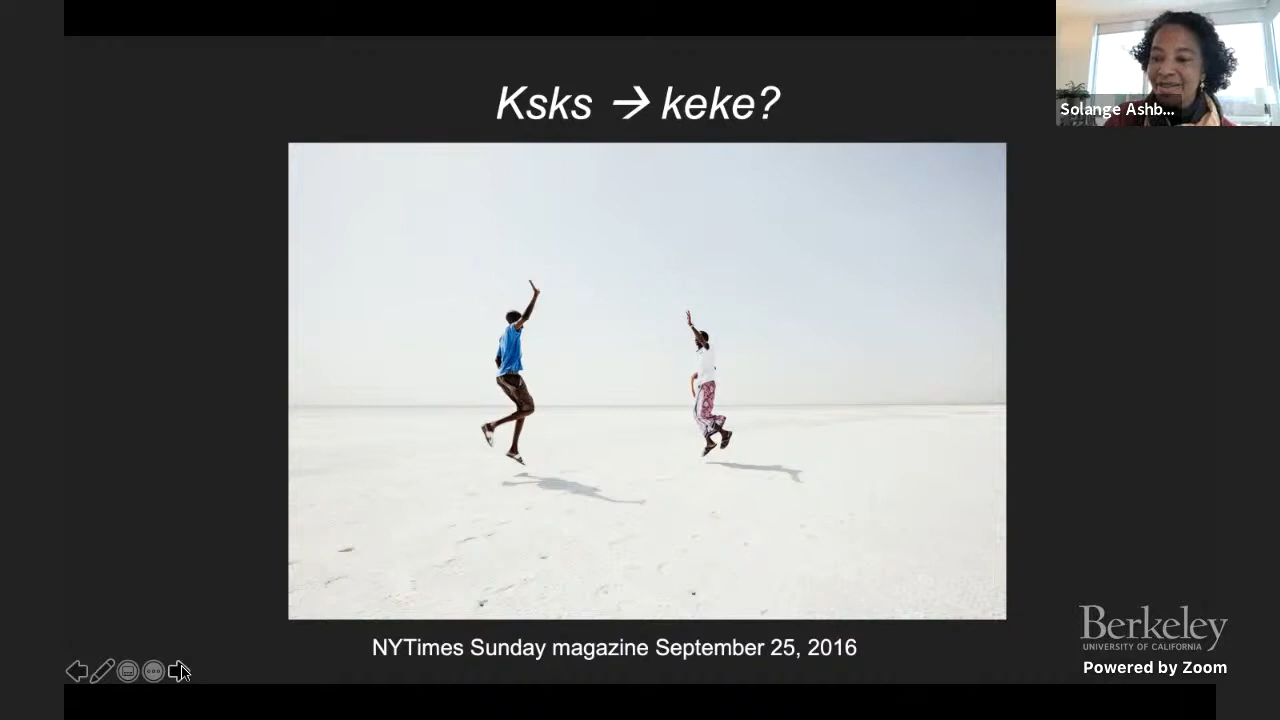 Ksks → keke?
Solange Ashb...
NYTimes Sunday magazine September 25, 2016
Berkeley
UNIVERSITY OF CALIFORNIA
Powered by Zoom